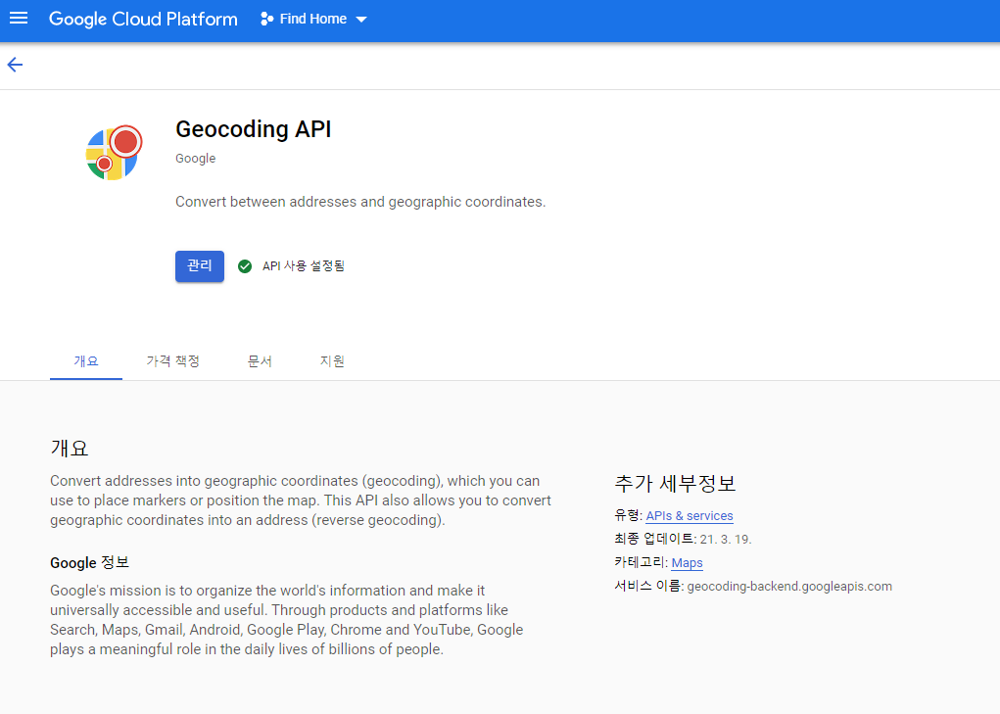 Google Cloud Platform
Find Home
Geocoding API
Google
Convert between addresses and geographic coordinates.
관리
API 사용 설정됨
개요
가격 책정
문서
지원
개요
Convert addresses into geographic coordinates (geocoding), which you can
use to place markers or position the map. This API also allows you to convert
geographic coordinates into an address (reverse geocoding).
Google 정보
Google's mission is to organize the world's information and make it
universally accessible and useful. Through products and platforms like
Search, Maps, Gmail, Android, Google Play, Chrome and YouTube, Google
plays a meaningful role in the daily lives of billions of people.
추가 세부정보
유형: APIs & services
최종 업데이트: 21. 3. 19.
카테고리: Maps
서비스 이름: geocoding-backend.googleapis.com